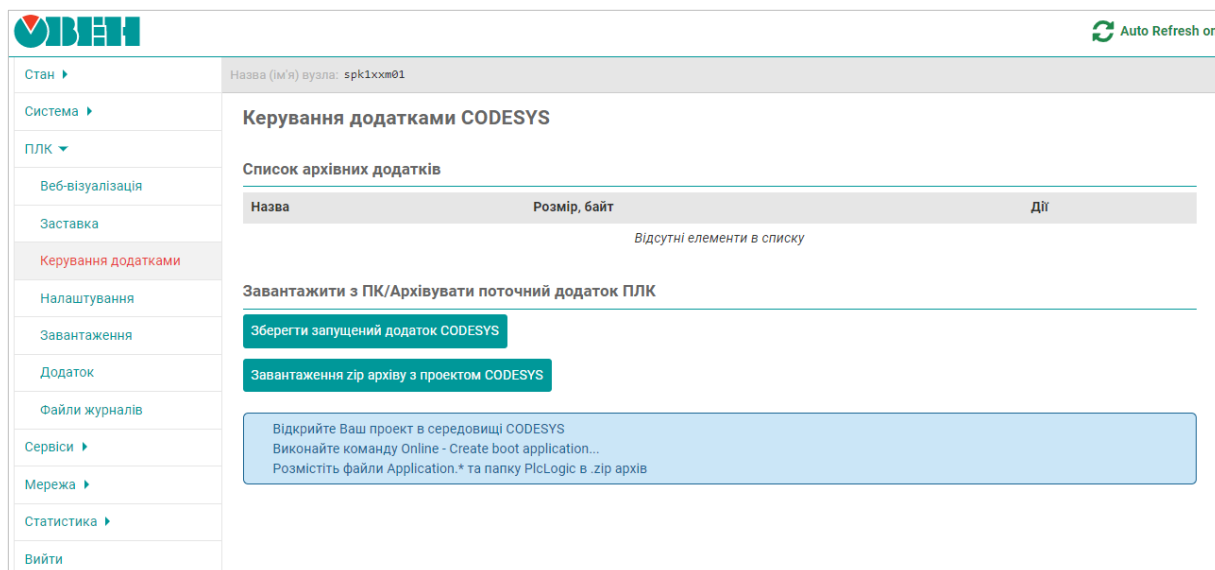 ОВЕН
Auto Refresh on
Стан
Назва (ім'я) вузла: spk1xxm01
Система
Керування додатками CODESYS
ПЛК
Список архівних додатків
Веб-візуалізація
Назва Розмір, байт Дії
Заставка
Відсутні елементи в списку
Керування додатками
Налаштування
Завантажити з ПК/Архівувати поточний додаток ПЛК
Завантаження
Зберегти запущений додаток CODESYS
Додаток
Завантаження zip архіву з проектом CODESYS
Файли журналів
Відкрийте Ваш проект в середовищі CODESYS
Виконайте команду Online - Create boot application...
Розмістіть файли Application.* та папку PlcLogic в .zip архів
Сервіси
Мережа
Статистика
Вийти